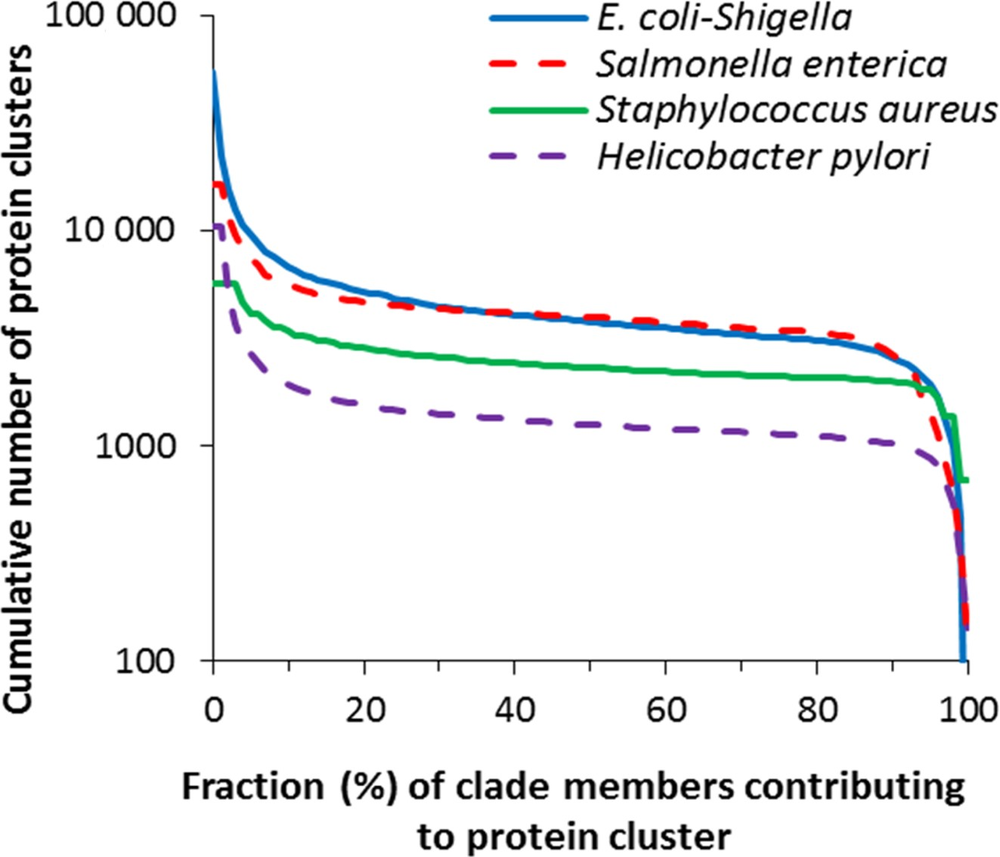 Cumulative number of protein clusters
100 000
10 000
1000
100
E. coli-Shigella
Salmonella enterica
Staphylococcus aureus
Helicobacter pylori
0 20 40 60 80 100
Fraction (%) of clade members contributing
to protein cluster